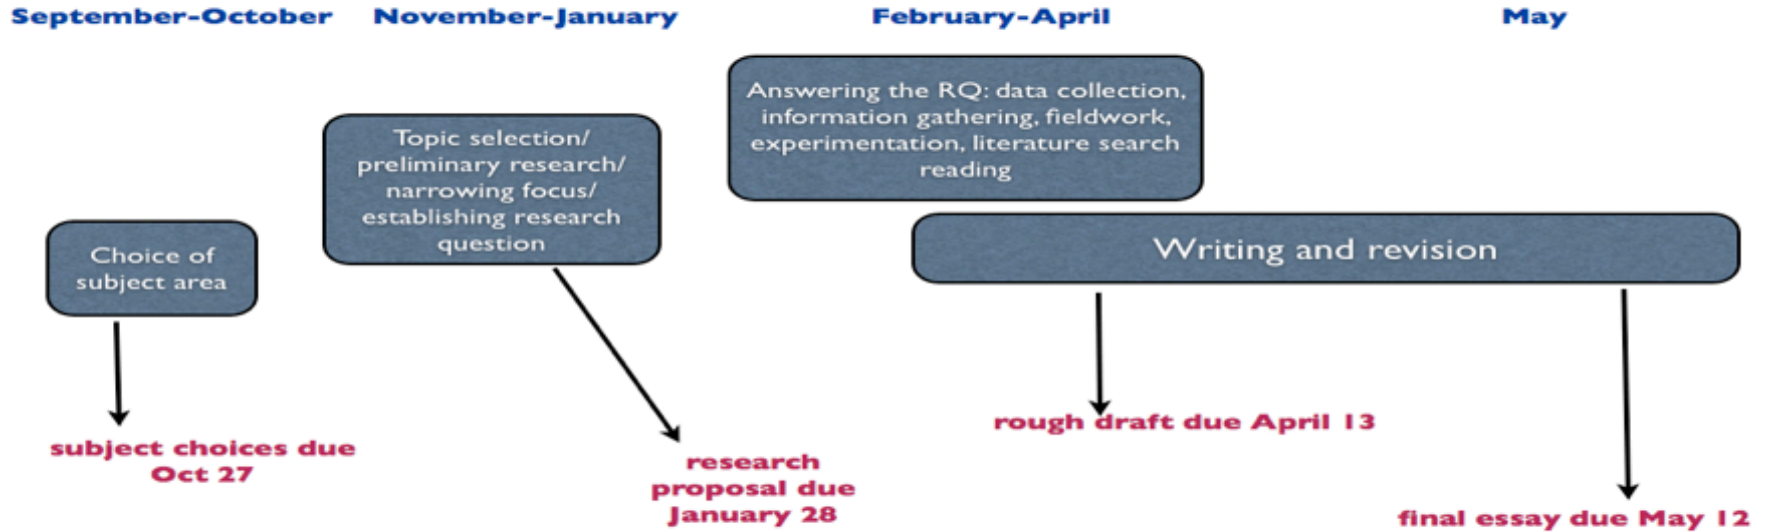 September-October
November-January
February-April
May
Choice of
subject area
Topic selection/
preliminary research/
narrowing focus/
establishing research
question
Answering the RQ: data collection,
information gathering, fieldwork,
experimentation, literature search
reading
Writing and revision
subject choices due
Oct 27
research
proposal due
January 28
rough draft due April 13
final essay due May 12